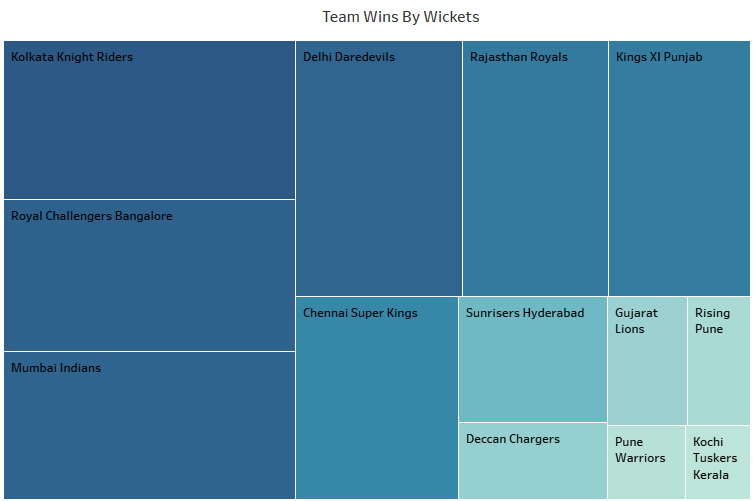 Team Wins By Wickets
Kolkata Knight Riders
Royal Challengers Bangalore
Mumbai Indians
Delhi Daredevils
Rajasthan Royals
Kings XI Punjab
Chennai Super Kings
Sunrisers Hyderabad
Deccan Chargers
Gujarat
Lions
Rising
Pune
Pune
Warriors
Kochi
Tuskers
Kerala